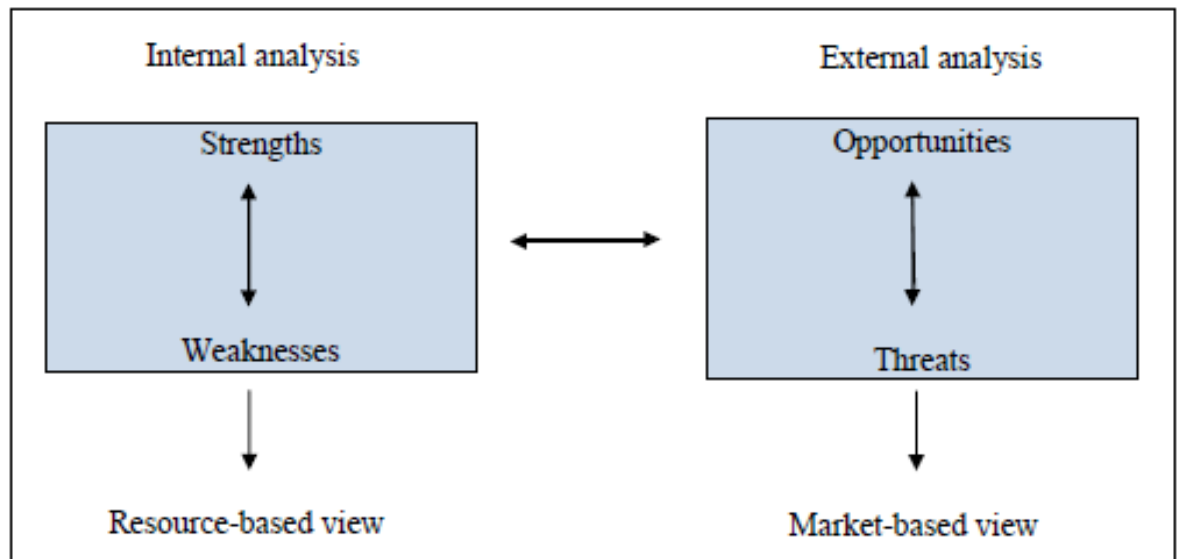 Internal analysis
External analysis
Strengths
Weaknesses
Opportunities
Threats
Resource-based view
Market-based view